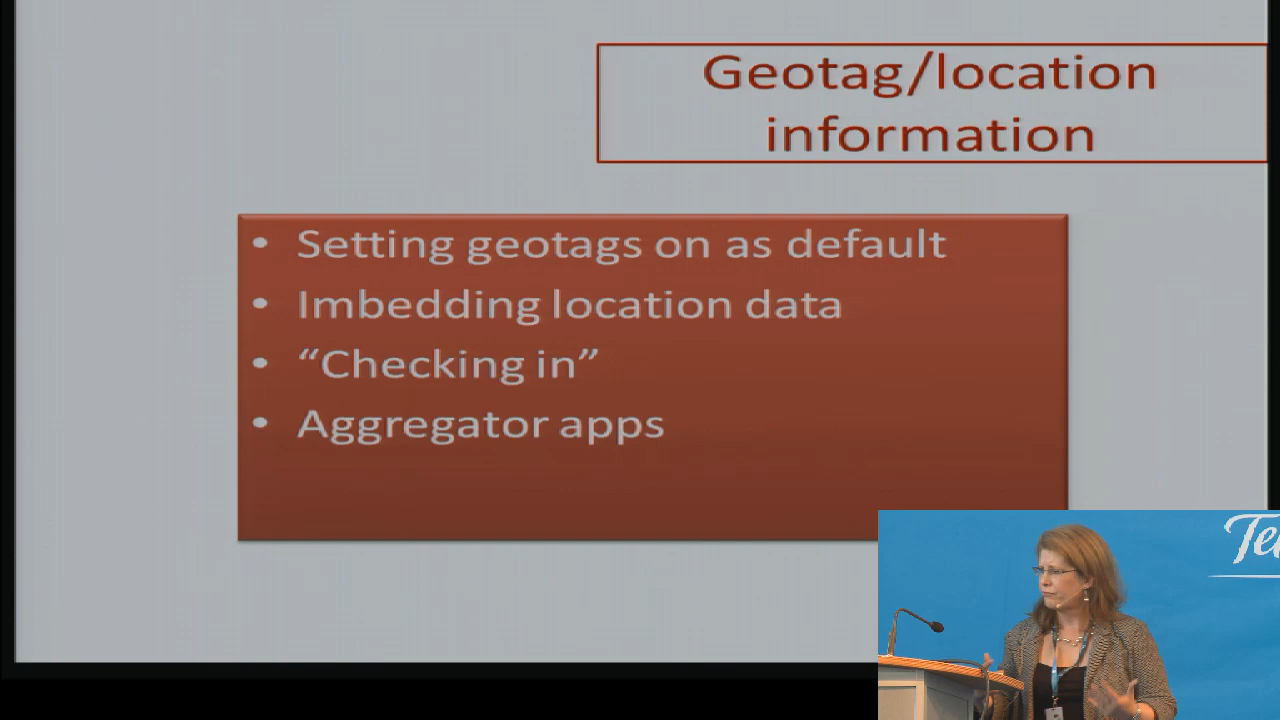 Geotag/location
information
• Setting geotags on as default
• Imbedding location data
• “Checking in”
• Aggregator apps